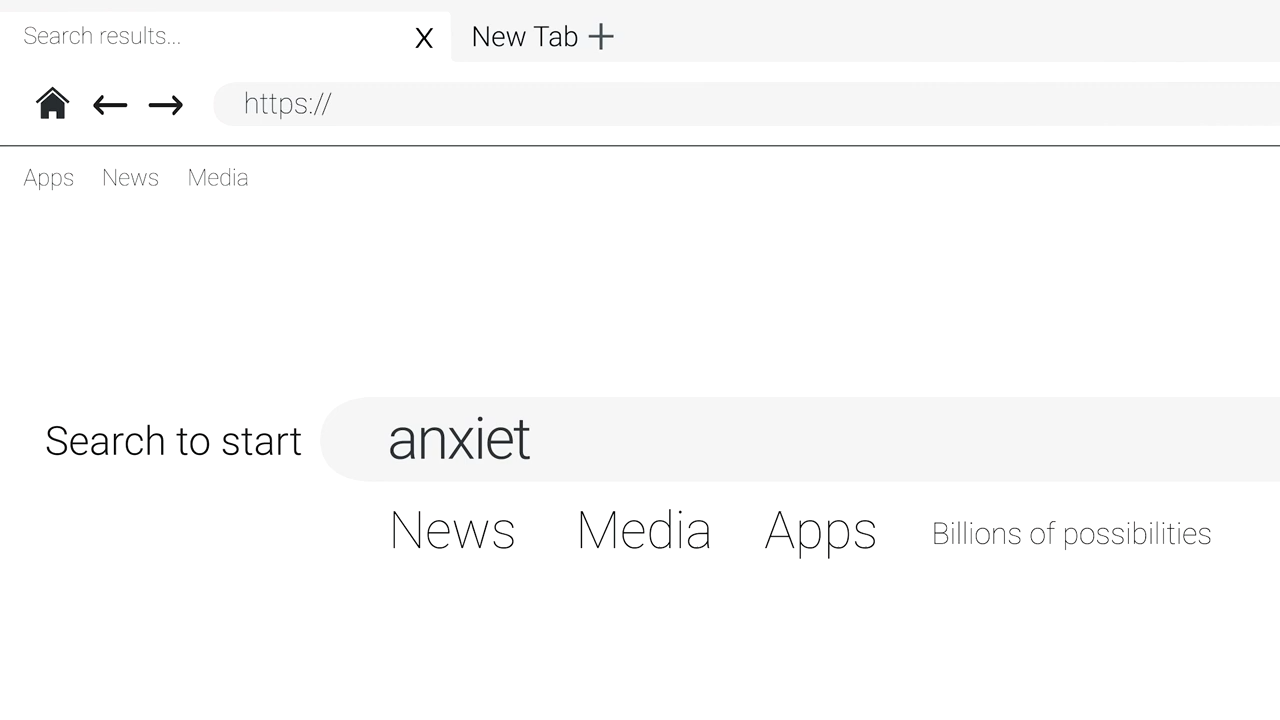 Search results... X New Tab +
https://
Apps News Media
Search to start anxiet
News Media Apps Billions of possibilities